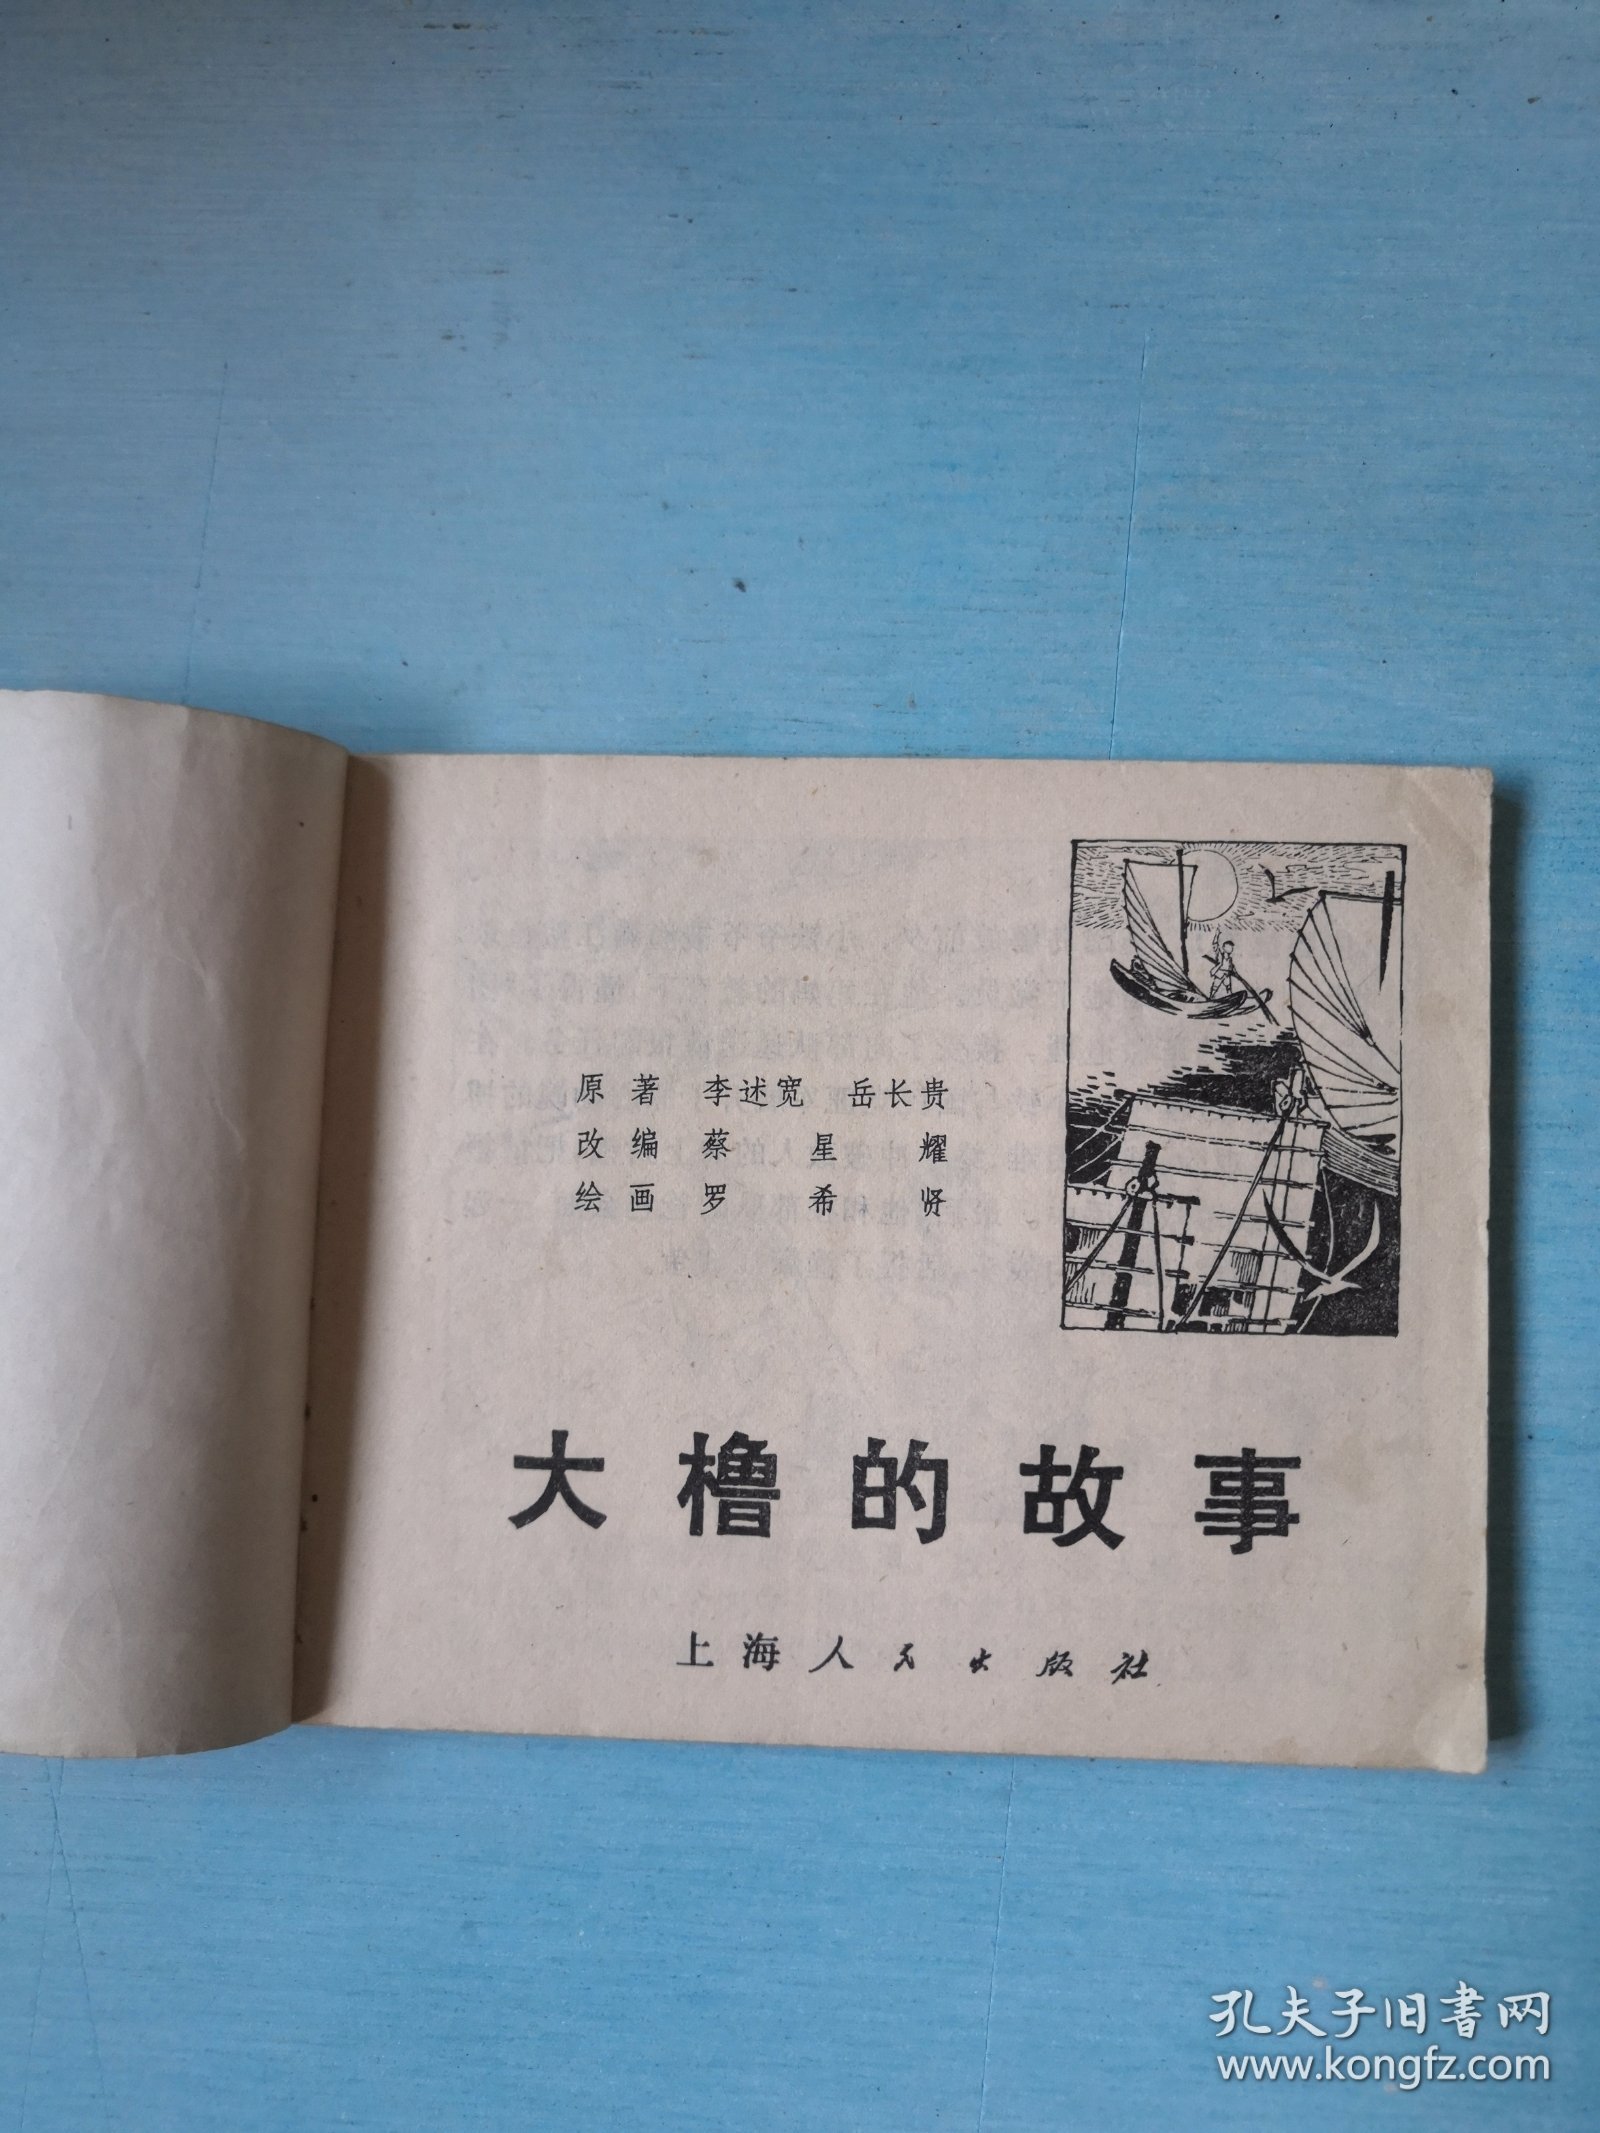 原著 李述宽 岳长贵
改编 蔡星耀
绘画 罗希贤
大橹的故事
上海人民出版社
孔夫子旧书网
www.kongfz.com